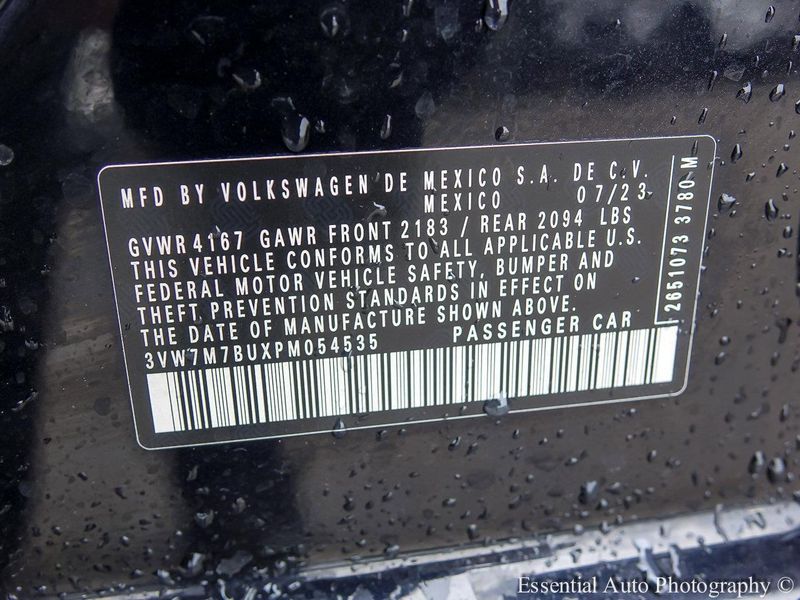 MFD BY VOLKSWAGEN DE MEXICO S.A. DE C.V.
MEXICO 07/23
GVWR 4167 GAWR FRONT 2183 / REAR 2094 LBS
THIS VEHICLE CONFORMS TO ALL APPLICABLE U.S.
FEDERAL MOTOR VEHICLE SAFETY, BUMPER AND
THEFT PREVENTION STANDARDS IN EFFECT ON
THE DATE OF MANUFACTURE SHOWN ABOVE.
3VW7M7BUXPM054535 PASSENGER CAR
2651073 3780 M
Essential Auto Photography ©